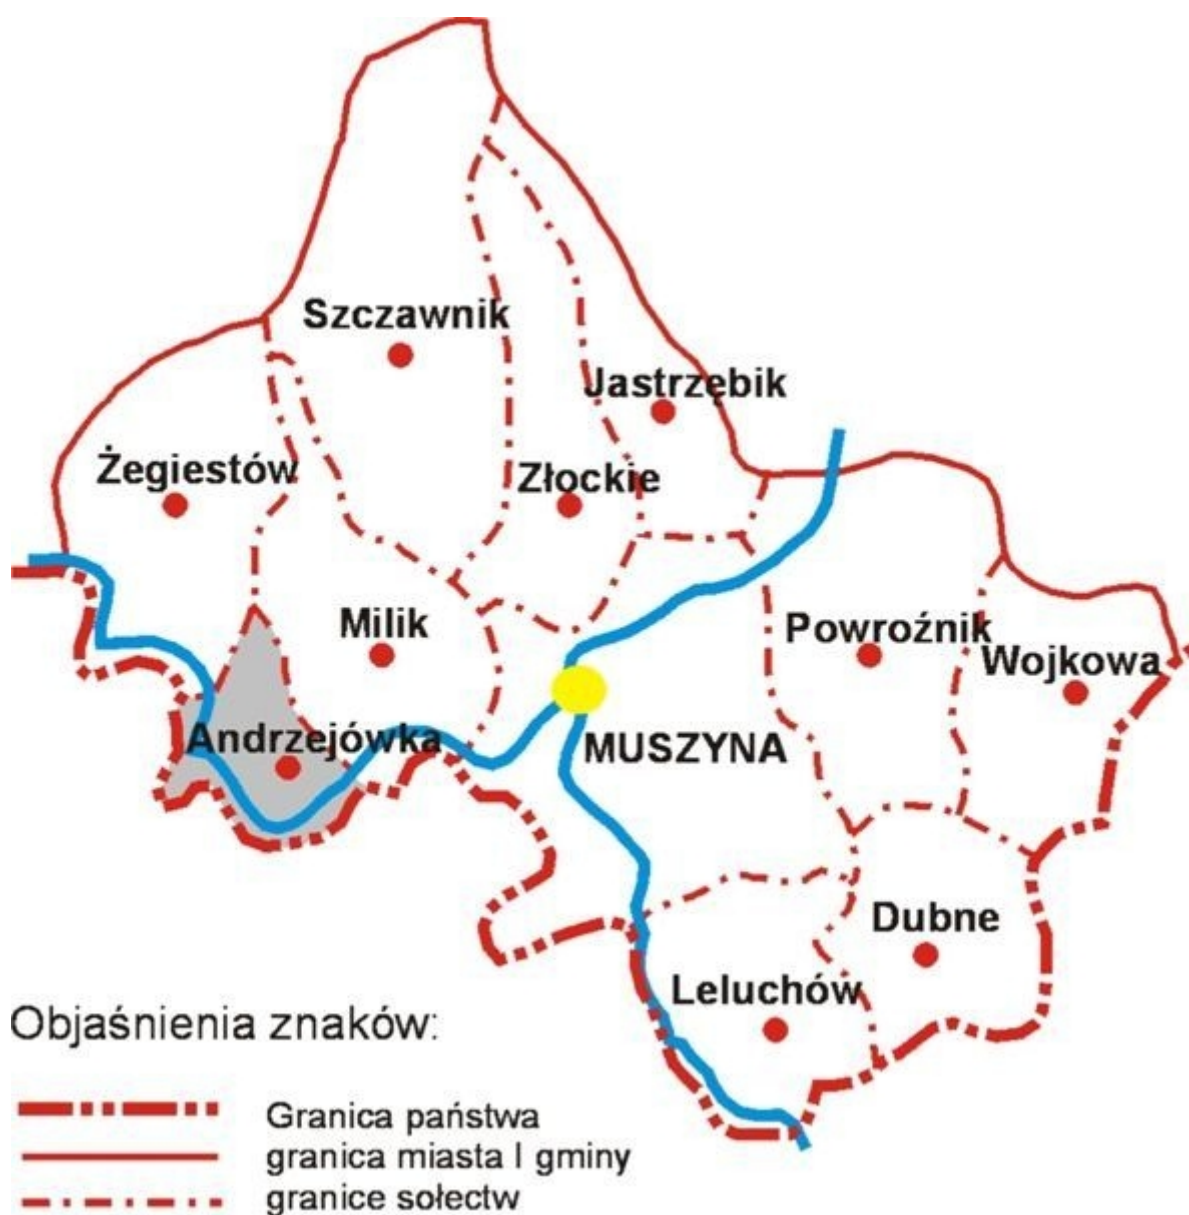 Szczawnik
Jastrzębik
Żegiestów
Złockie
Milik
Powroźnik
Wojkowa
Andrzejówka
MUSZYNA
Dubne
Leluchów
Objaśnienia znaków:
Granica państwa
granica miasta I gminy
granice sołectw